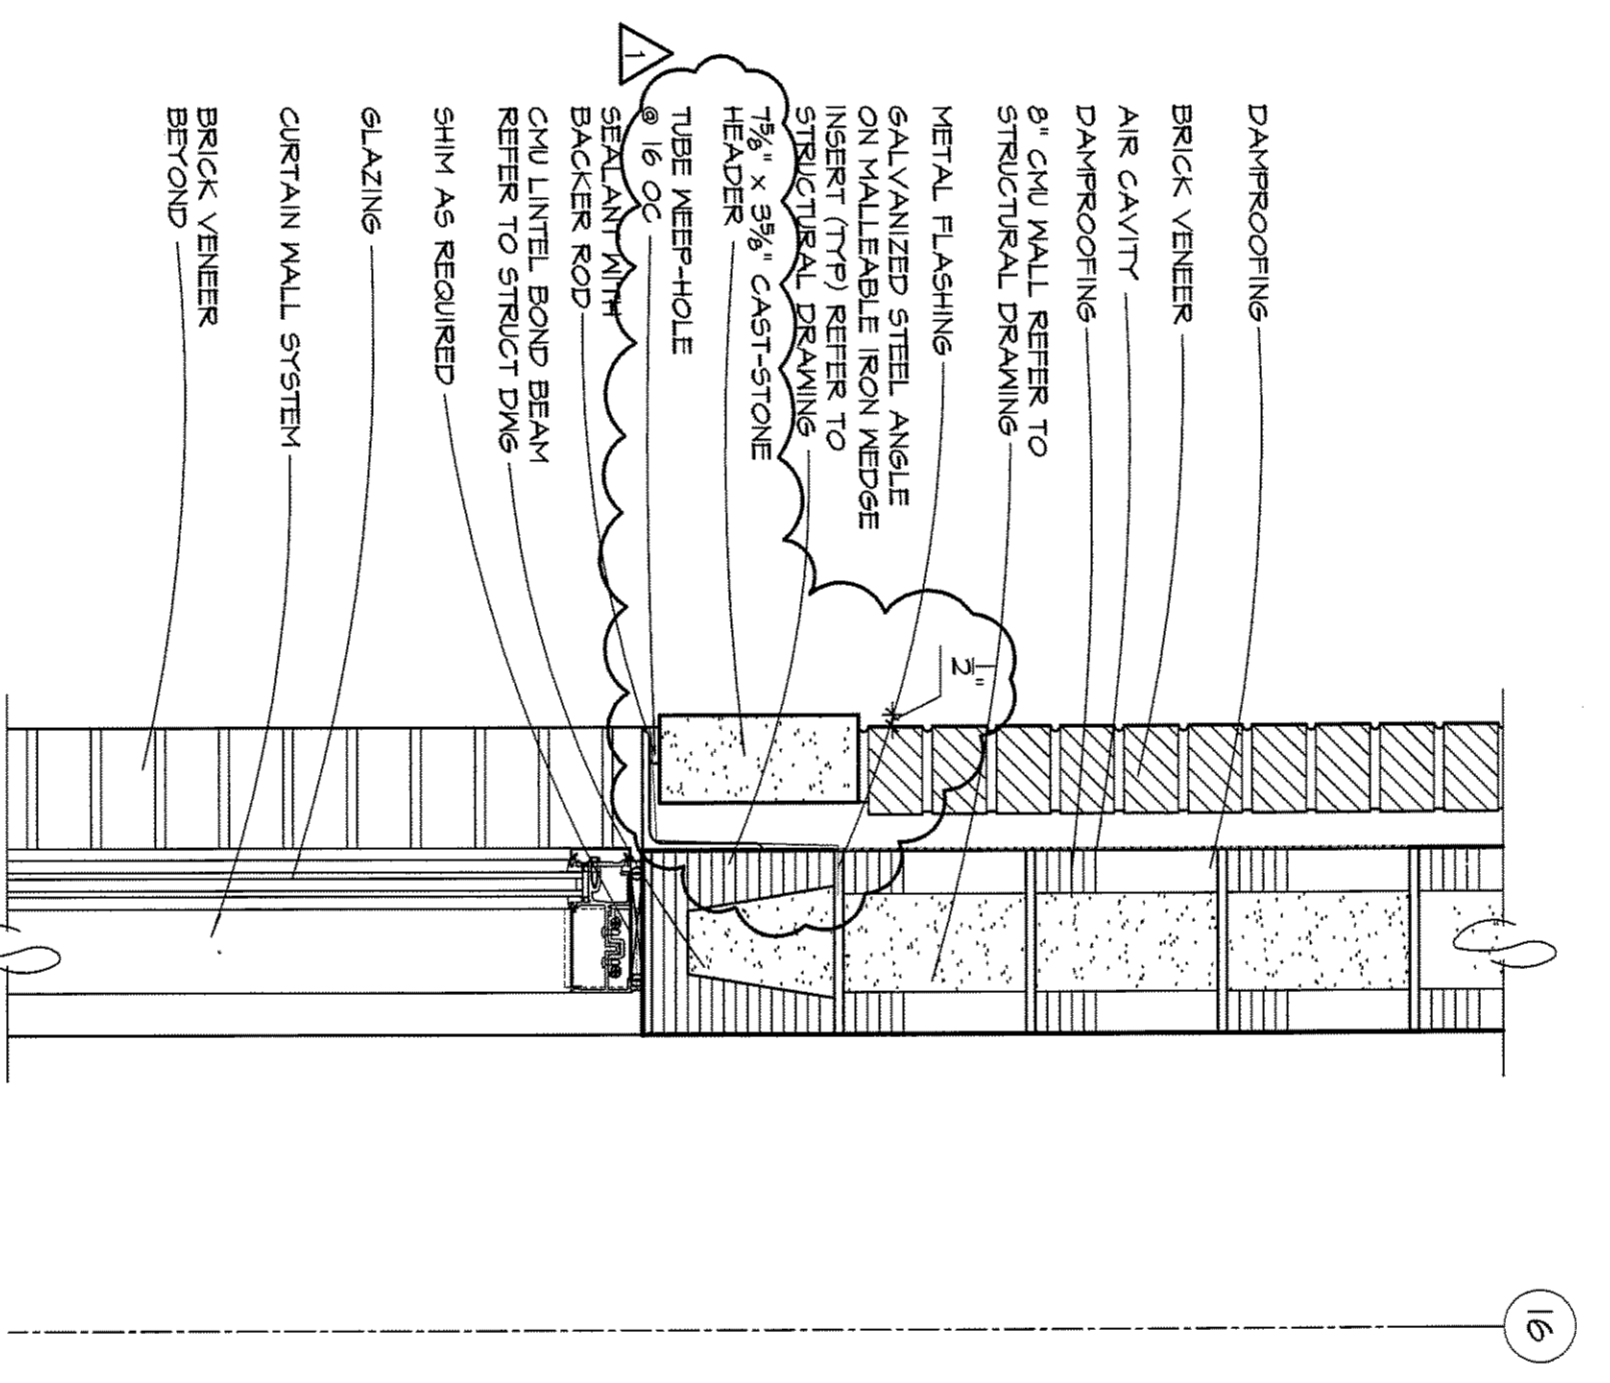 DAMPROOFING
BRICK VENEER
AIR CAVITY
DAMPROOFING
8" CMU WALL REFER TO
STRUCTURAL DRAWING
METAL FLASHING
GALVANIZED STEEL ANGLE
ON MALLEABLE IRON WEDGE
INSERT (TYP) REFER TO
STRUCTURAL DRAWING
7⅝" x 3⅝" CAST-STONE
HEADER
TUBE WEEP-HOLE
@ 16 OC
SEALANT WITH
BACKER ROD
CMU LINTEL BOND BEAM
REFER TO STRUCT DWG
SHIM AS REQUIRED
GLAZING
CURTAIN WALL SYSTEM
BRICK VENEER
BEYOND
1
½"
16